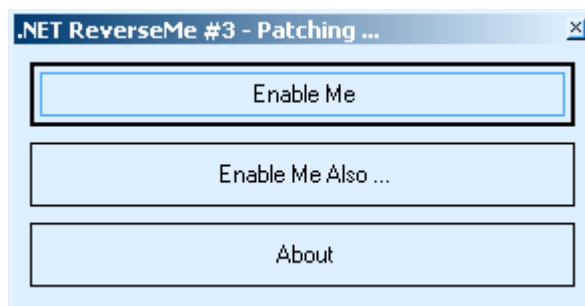 .NET ReverseMe #3 - Patching ...
Enable Me
Enable Me Also ...
About